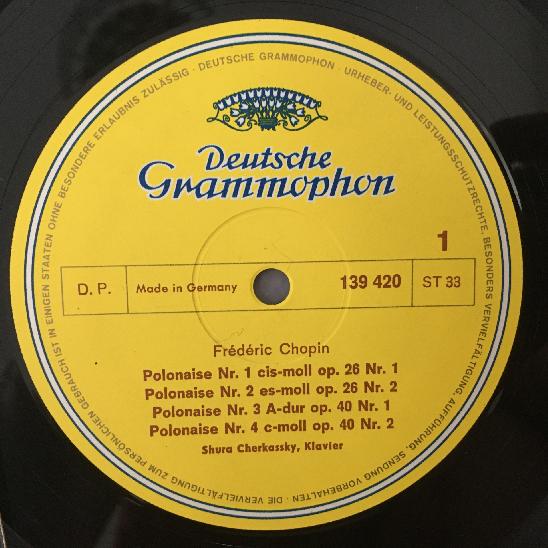 Deutsche
Grammophon
1
D. P. Made in Germany 139 420 ST 33
Frédéric Chopin
Polonaise Nr. 1 cis-moll op. 26 Nr. 1
Polonaise Nr. 2 es-moll op. 26 Nr. 2
Polonaise Nr. 3 A-dur op. 40 Nr. 1
Polonaise Nr. 4 c-moll op. 40 Nr. 2
Shura Cherkassky, Klavier
DEUTSCHE GRAMMOPHON · URHEBER- UND LEISTUNGSSCHUTZRECHTE, BESONDERS VERVIELFÄLTIGUNG, AUFFÜHRUNG, SENDUNG VORBEHALTEN · DIE VERVIELFÄLTIGUNG ZUM PERSÖNLICHEN GEBRAUCH IST IN EINIGEN STAATEN OHNE BESONDERE ERLAUBNIS ZULÄSSIG ·